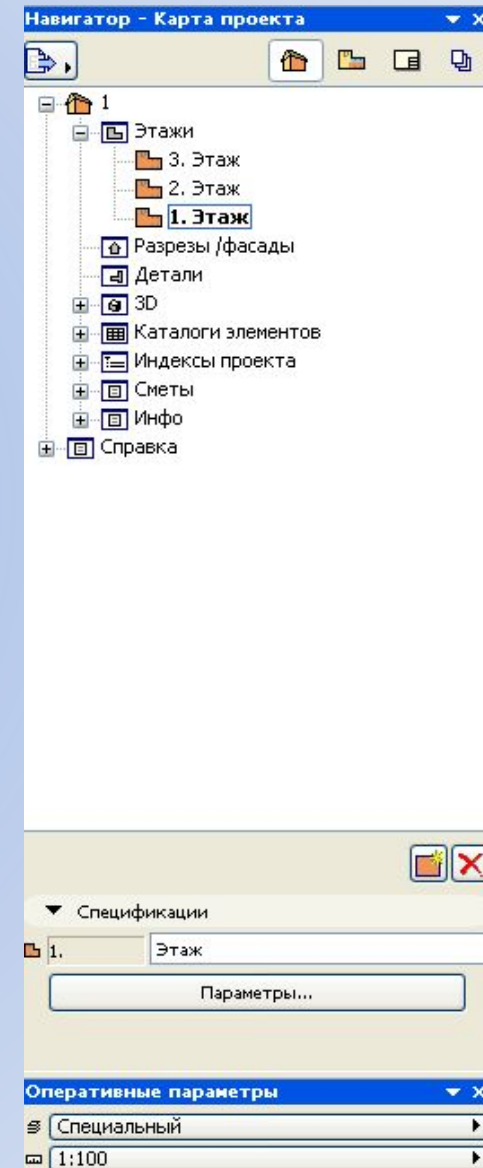 Навигатор - Карта проекта
1
Этажи
3. Этаж
2. Этаж
1. Этаж
Разрезы /фасады
Детали
3D
Каталоги элементов
Индексы проекта
Сметы
Инфо
Справка
Спецификации
1. Этаж
Параметры...
Оперативные параметры
Специальный
1:100